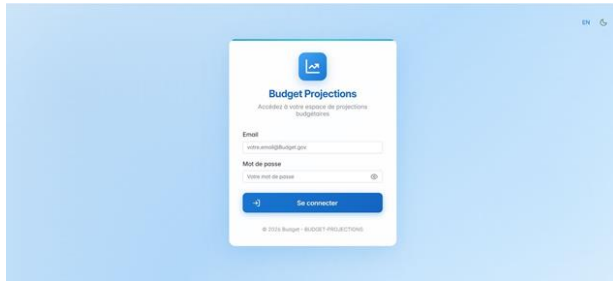 EN
Budget Projections
Accédez à votre espace de projections
budgétaires
Email
votre.email@Budget.gov
Mot de passe
Votre mot de passe
Se connecter
© 2026 Budget - BUDGET-PROJECTIONS